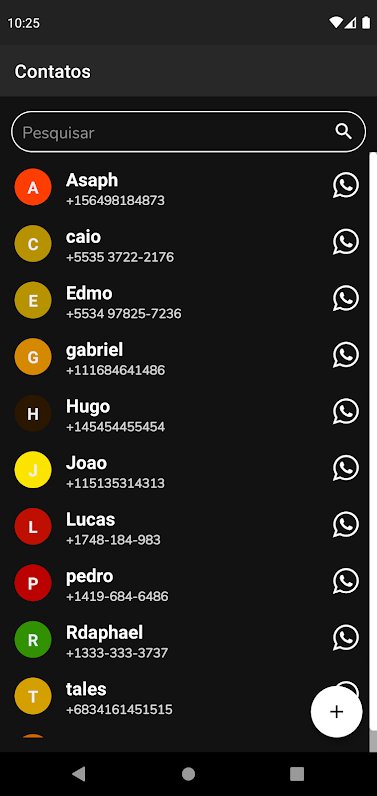 10:25
Contatos
Pesquisar
A
Asaph
+156498184873
C
caio
+5535 3722-2176
E
Edmo
+5534 97825-7236
G
gabriel
+111684641486
H
Hugo
+145454455454
J
Joao
+115135314313
L
Lucas
+1748-184-983
P
pedro
+1419-684-6486
R
Rdaphael
+1333-333-3737
T
tales
+6834161451515
+